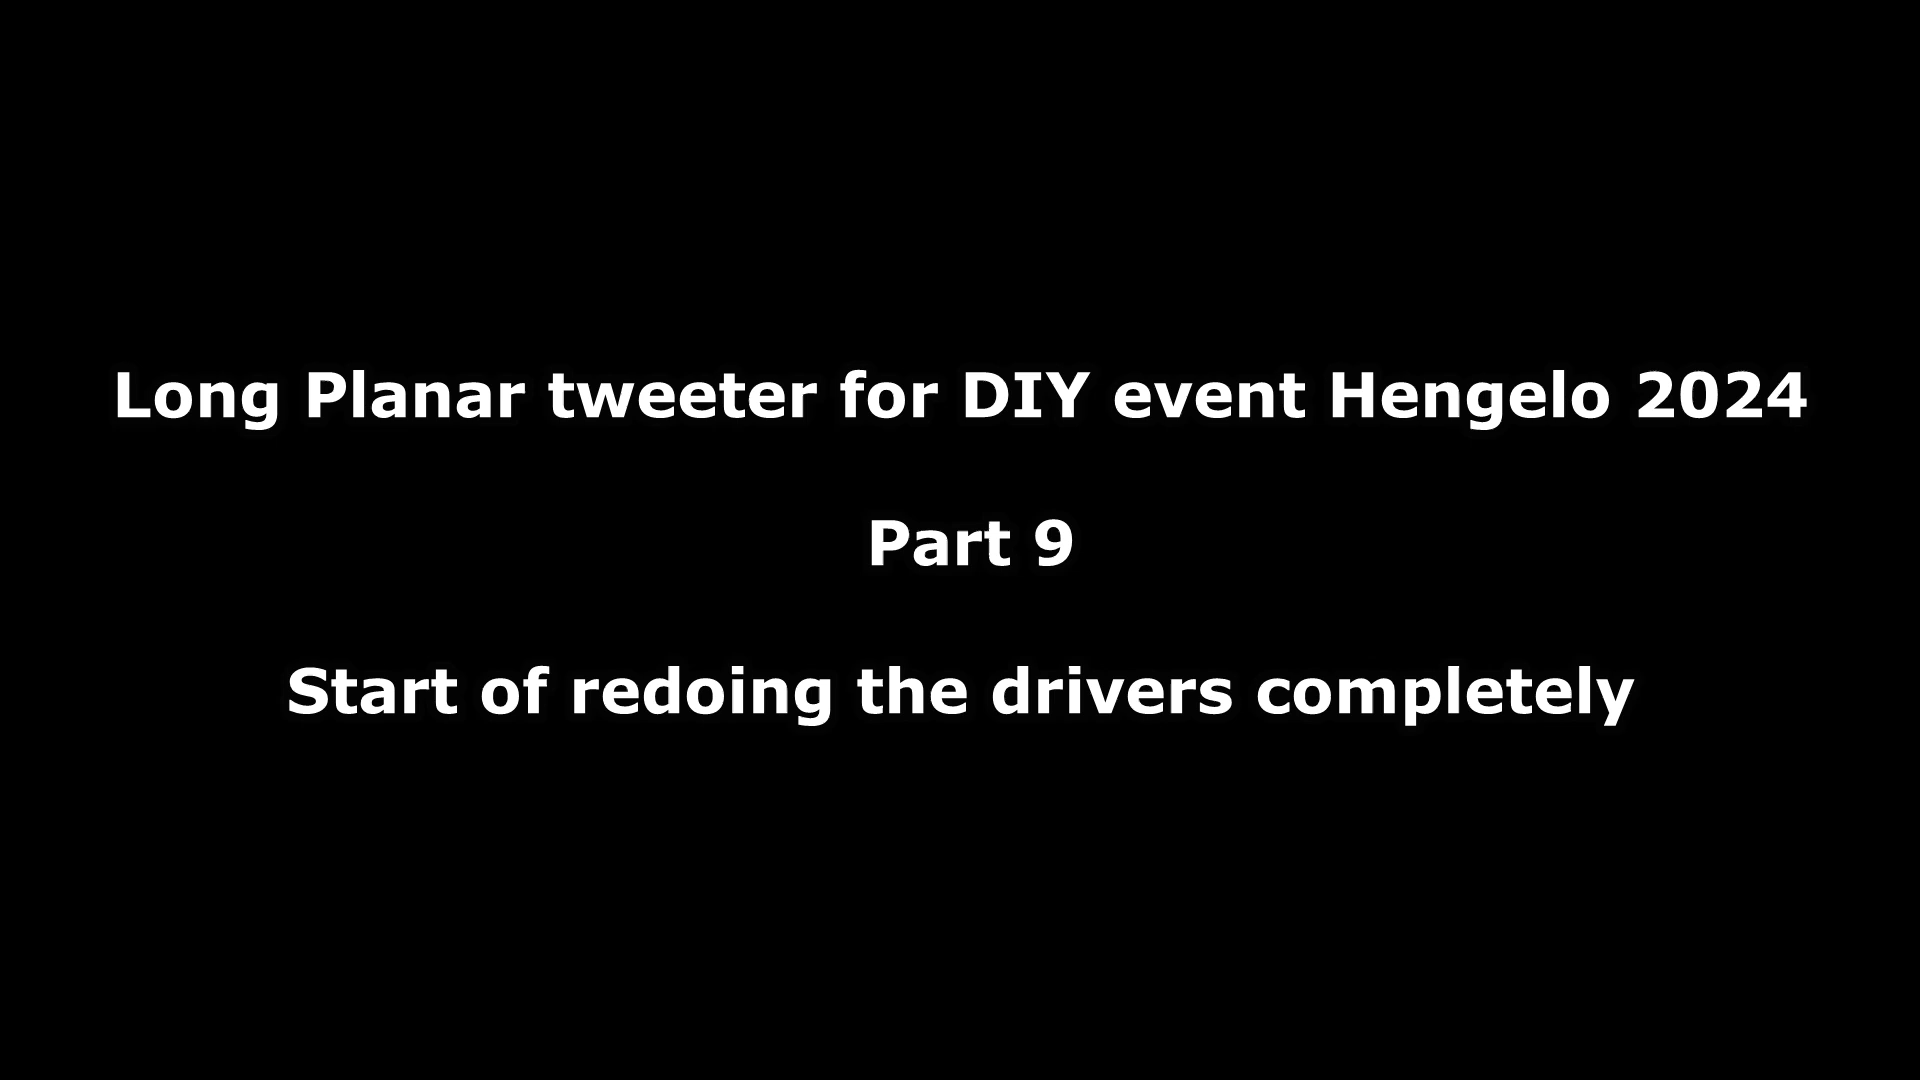 Long Planar tweeter for DIY event Hengelo 2024
Part 9
Start of redoing the drivers completely